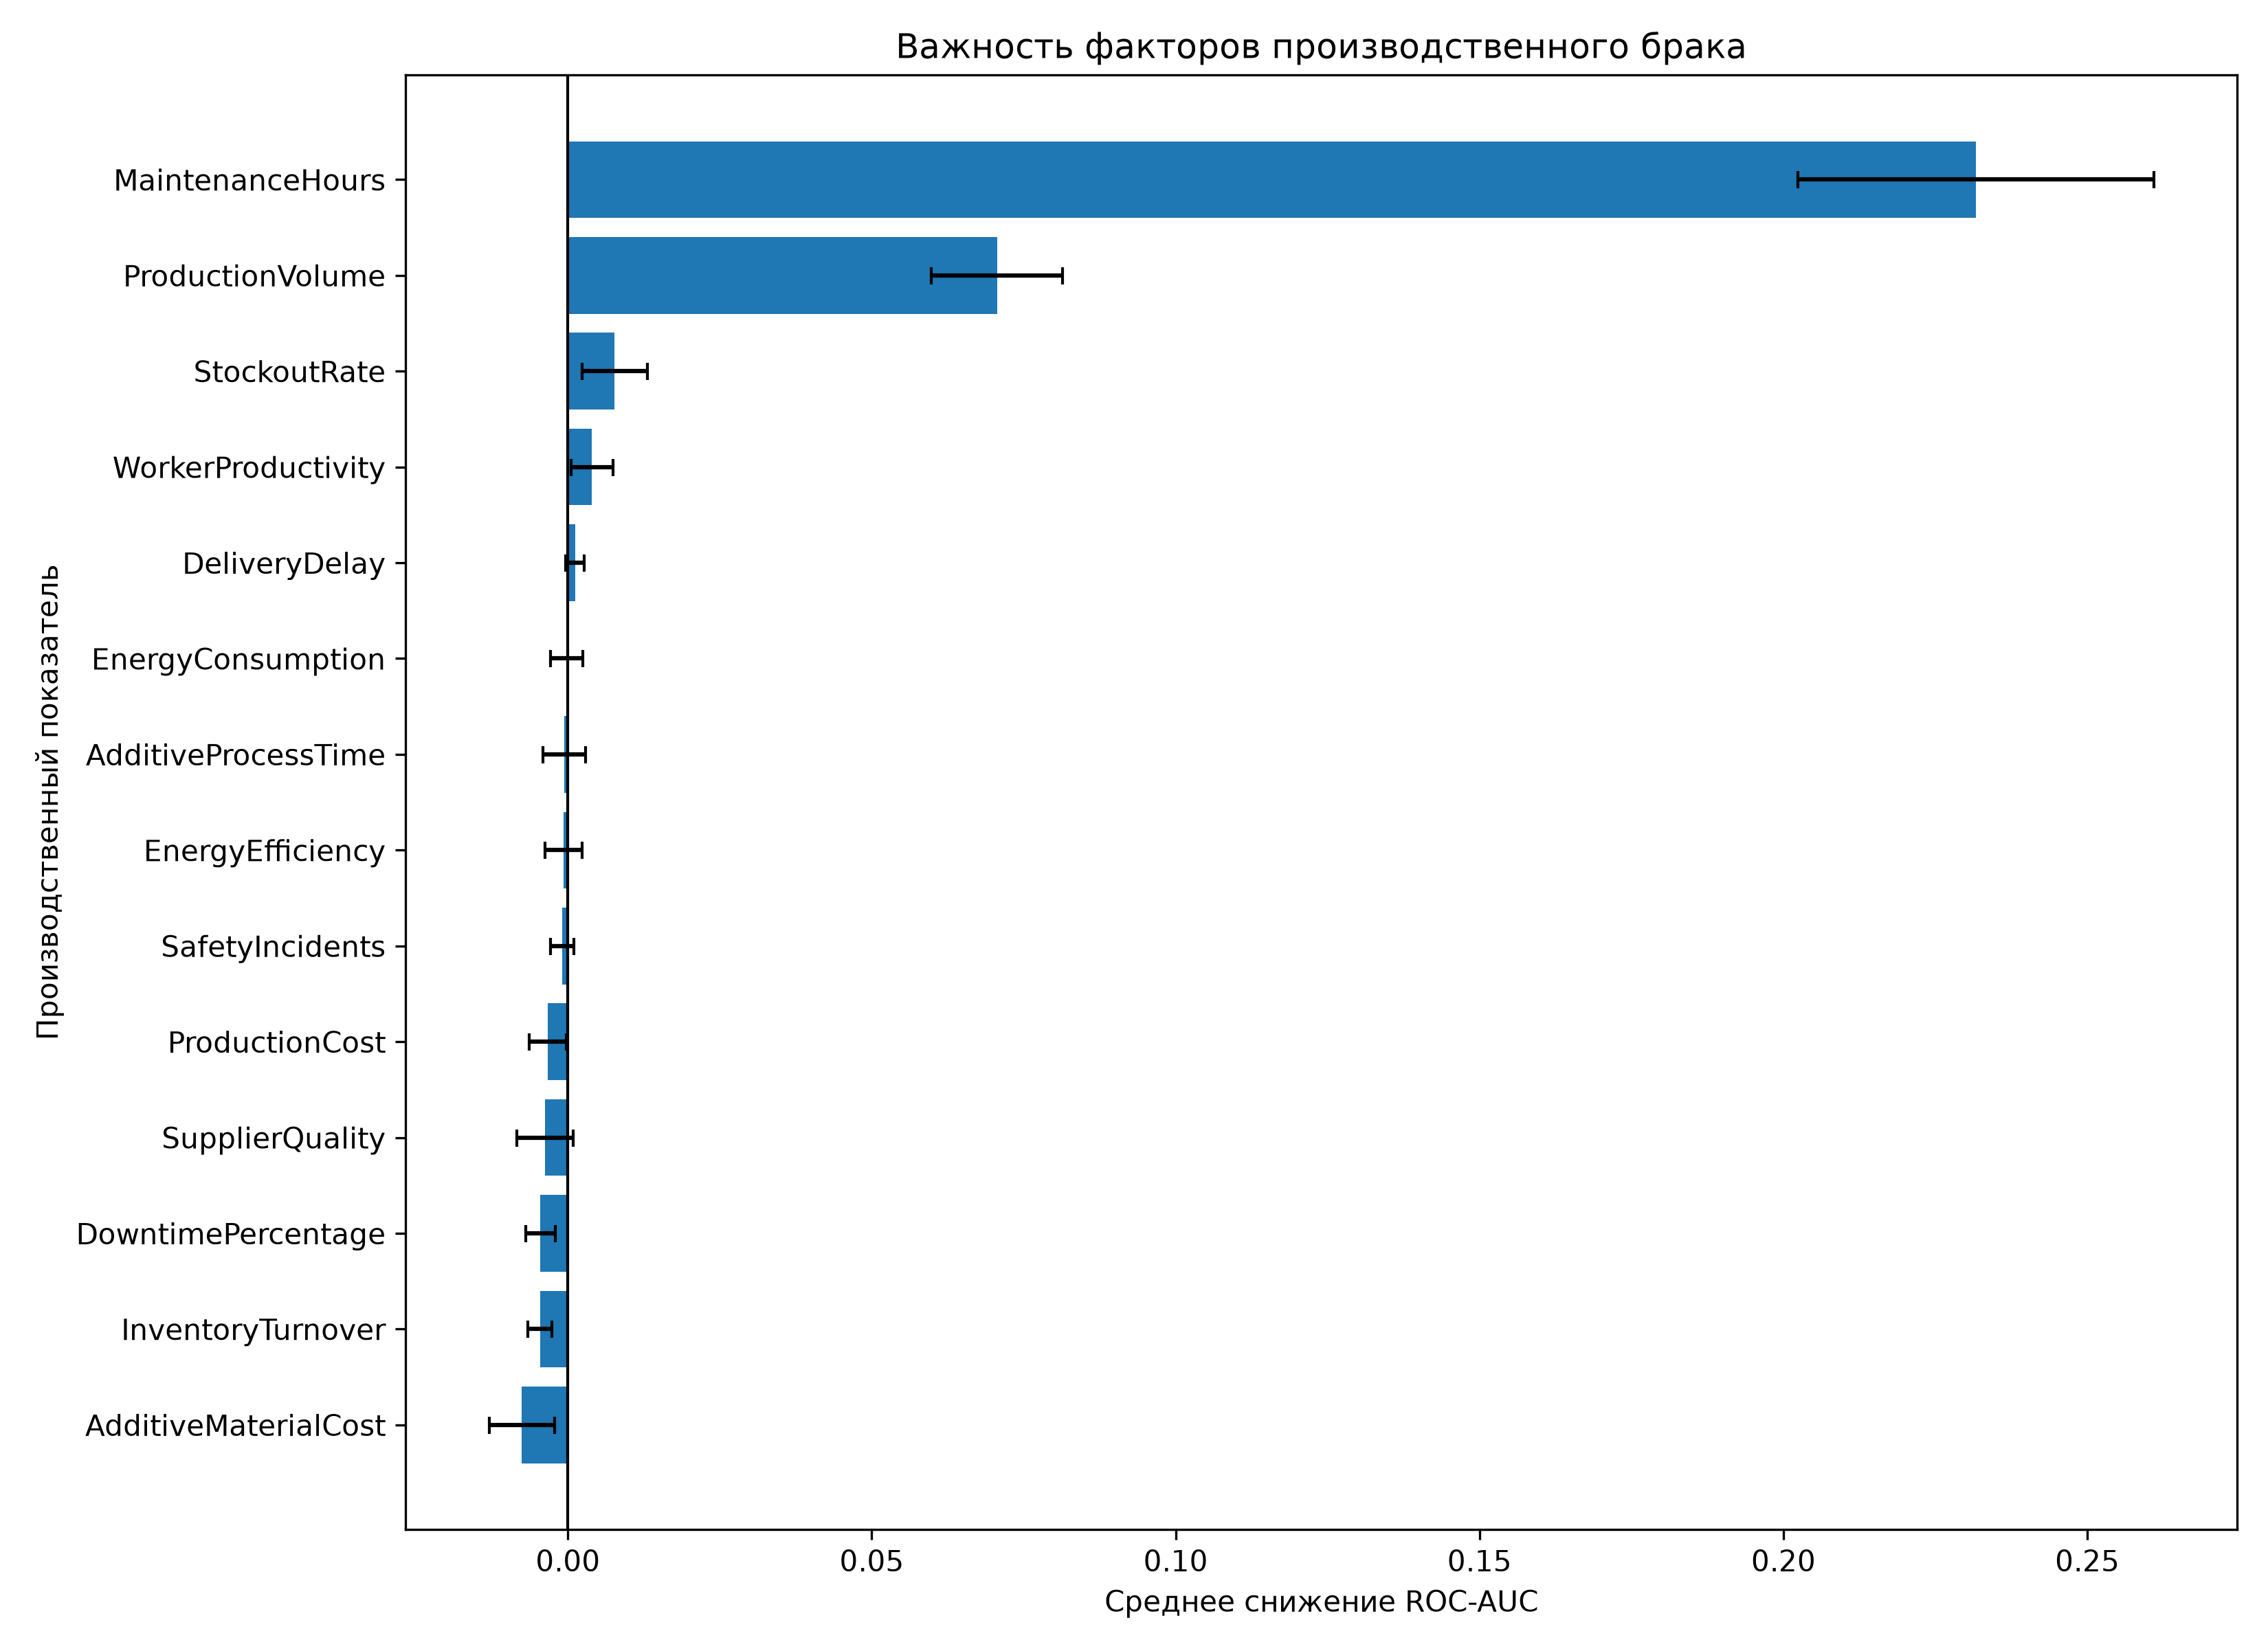 Важность факторов производственного брака
Производственный показатель
MaintenanceHours
ProductionVolume
StockoutRate
WorkerProductivity
DeliveryDelay
EnergyConsumption
AdditiveProcessTime
EnergyEfficiency
SafetyIncidents
ProductionCost
SupplierQuality
DowntimePercentage
InventoryTurnover
AdditiveMaterialCost
0.00 0.05 0.10 0.15 0.20 0.25
Среднее снижение ROC-AUC